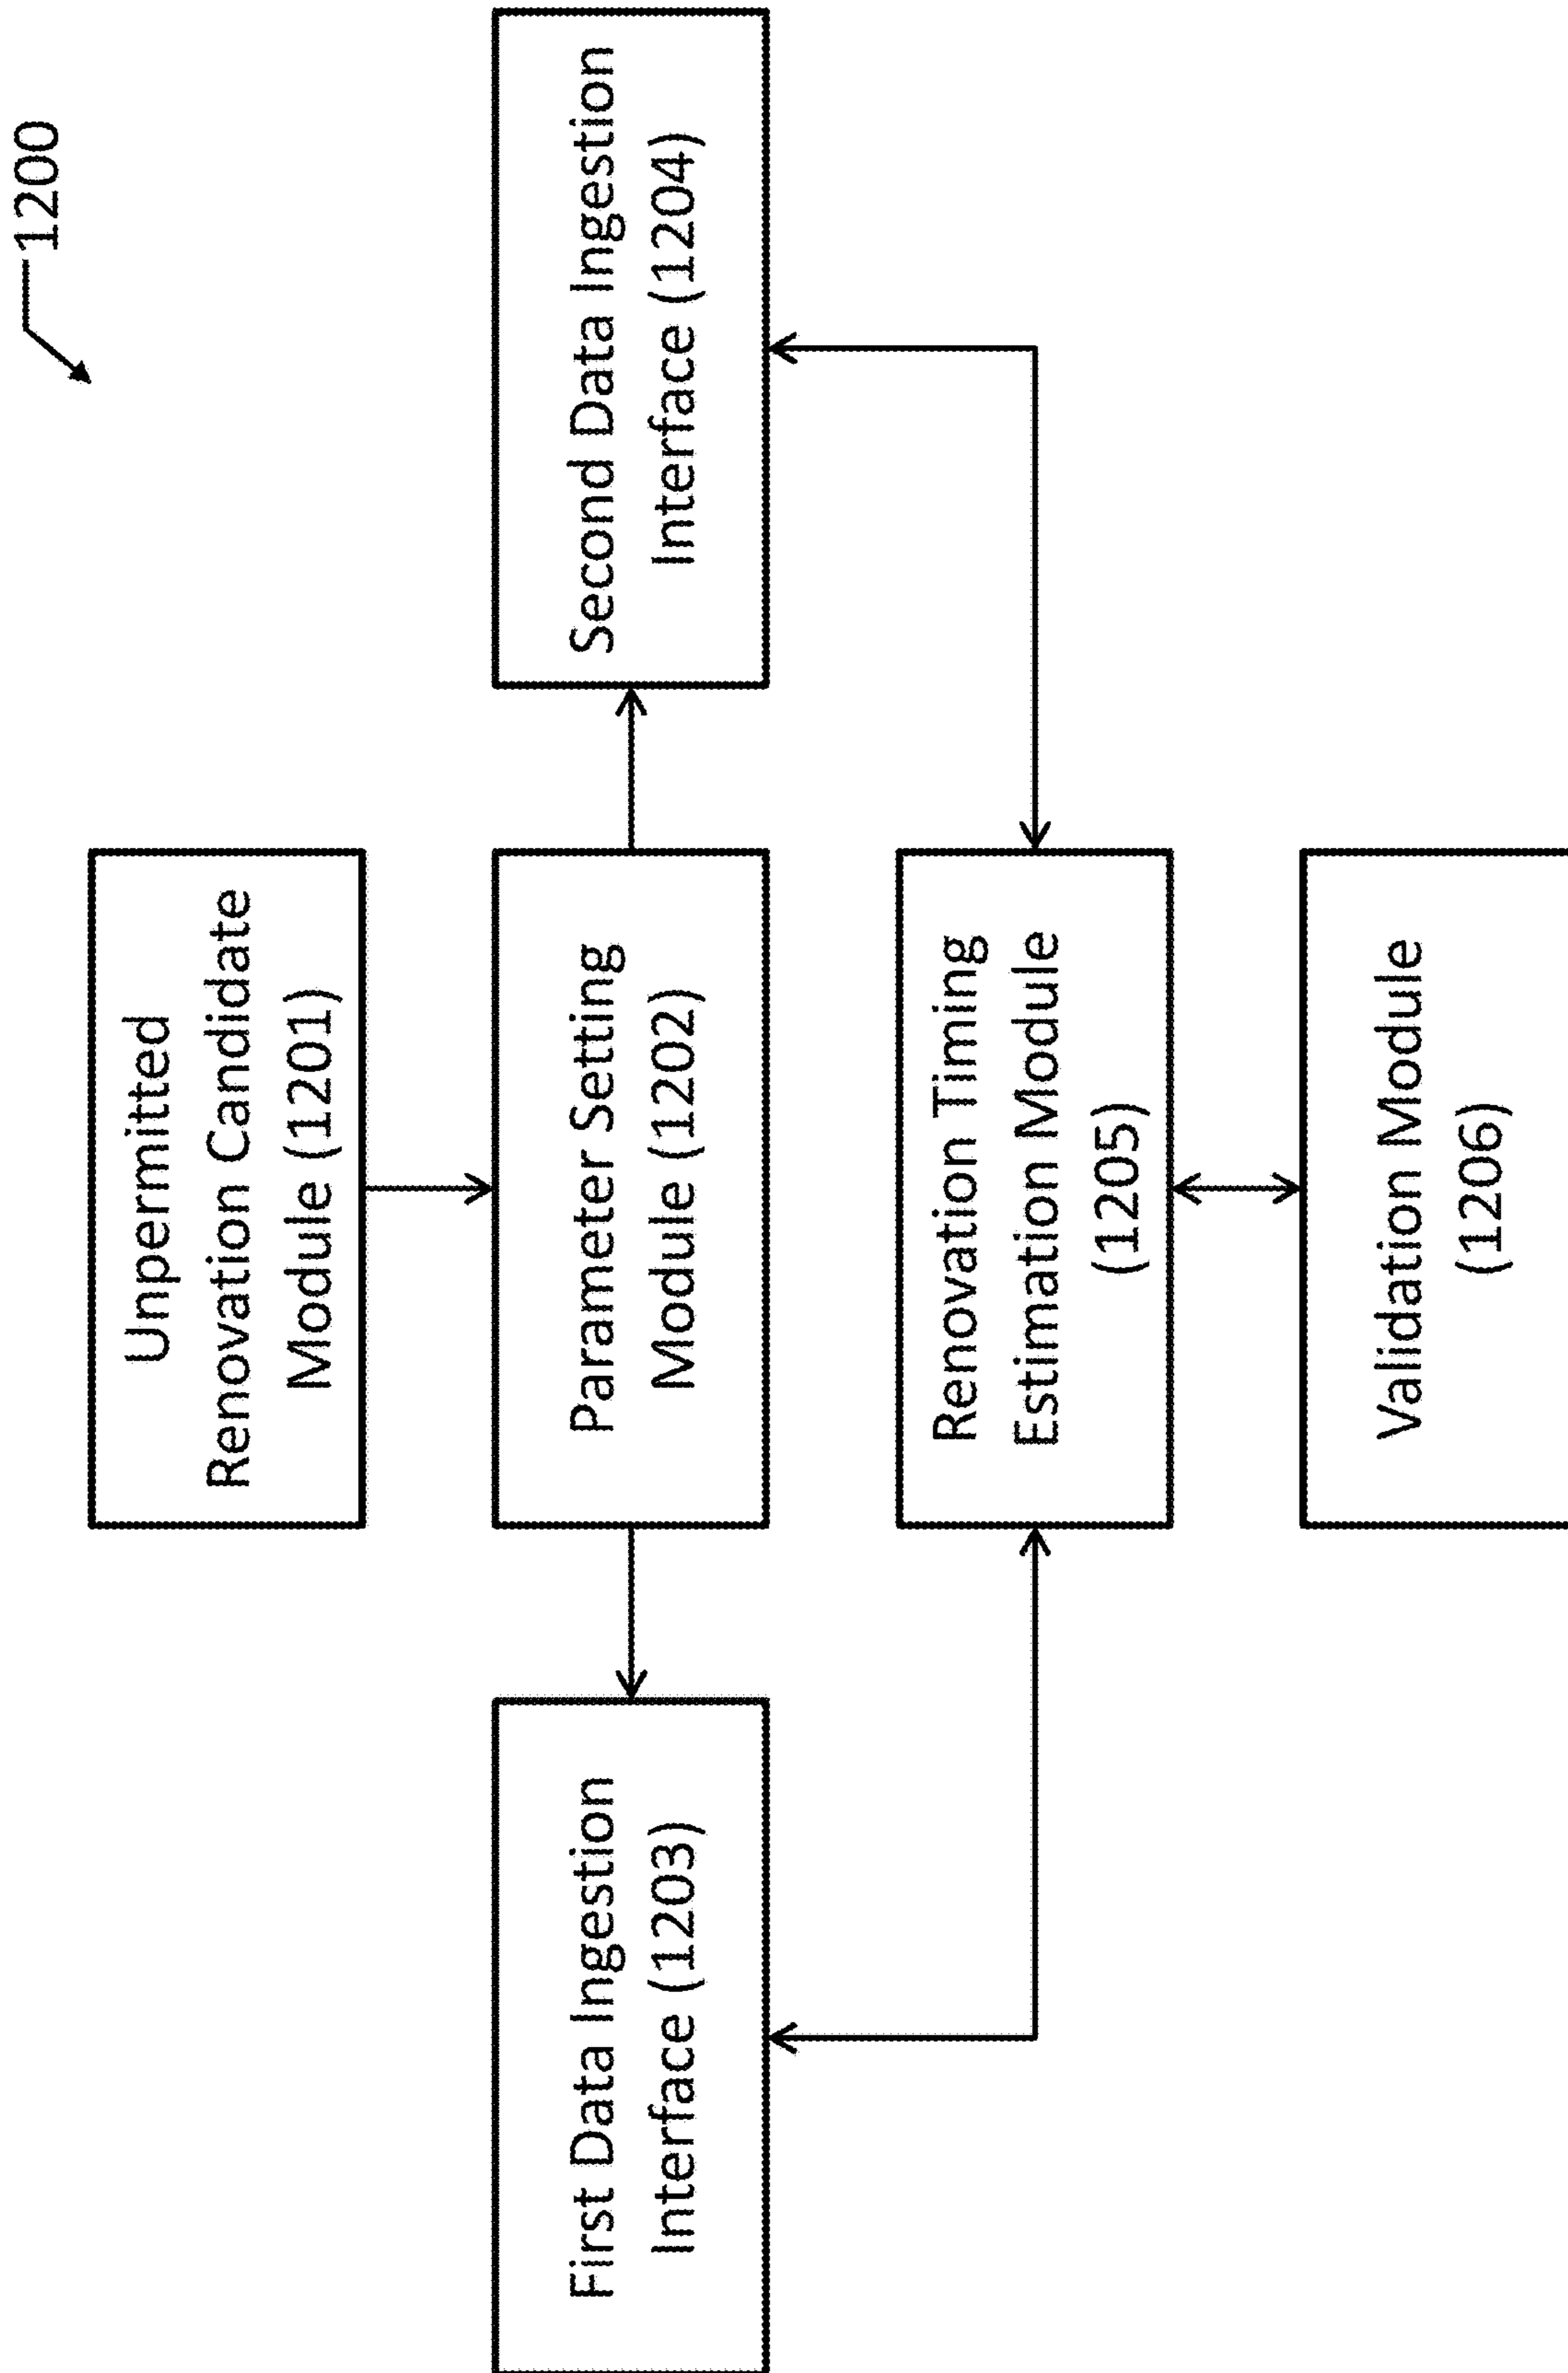 1200
Unpermitted
Renovation Candidate
Module (1201)
First Data Ingestion
Interface (1203)
Parameter Setting
Module (1202)
Second Data Ingestion
Interface (1204)
Renovation Timing
Estimation Module
(1205)
Validation Module
(1206)